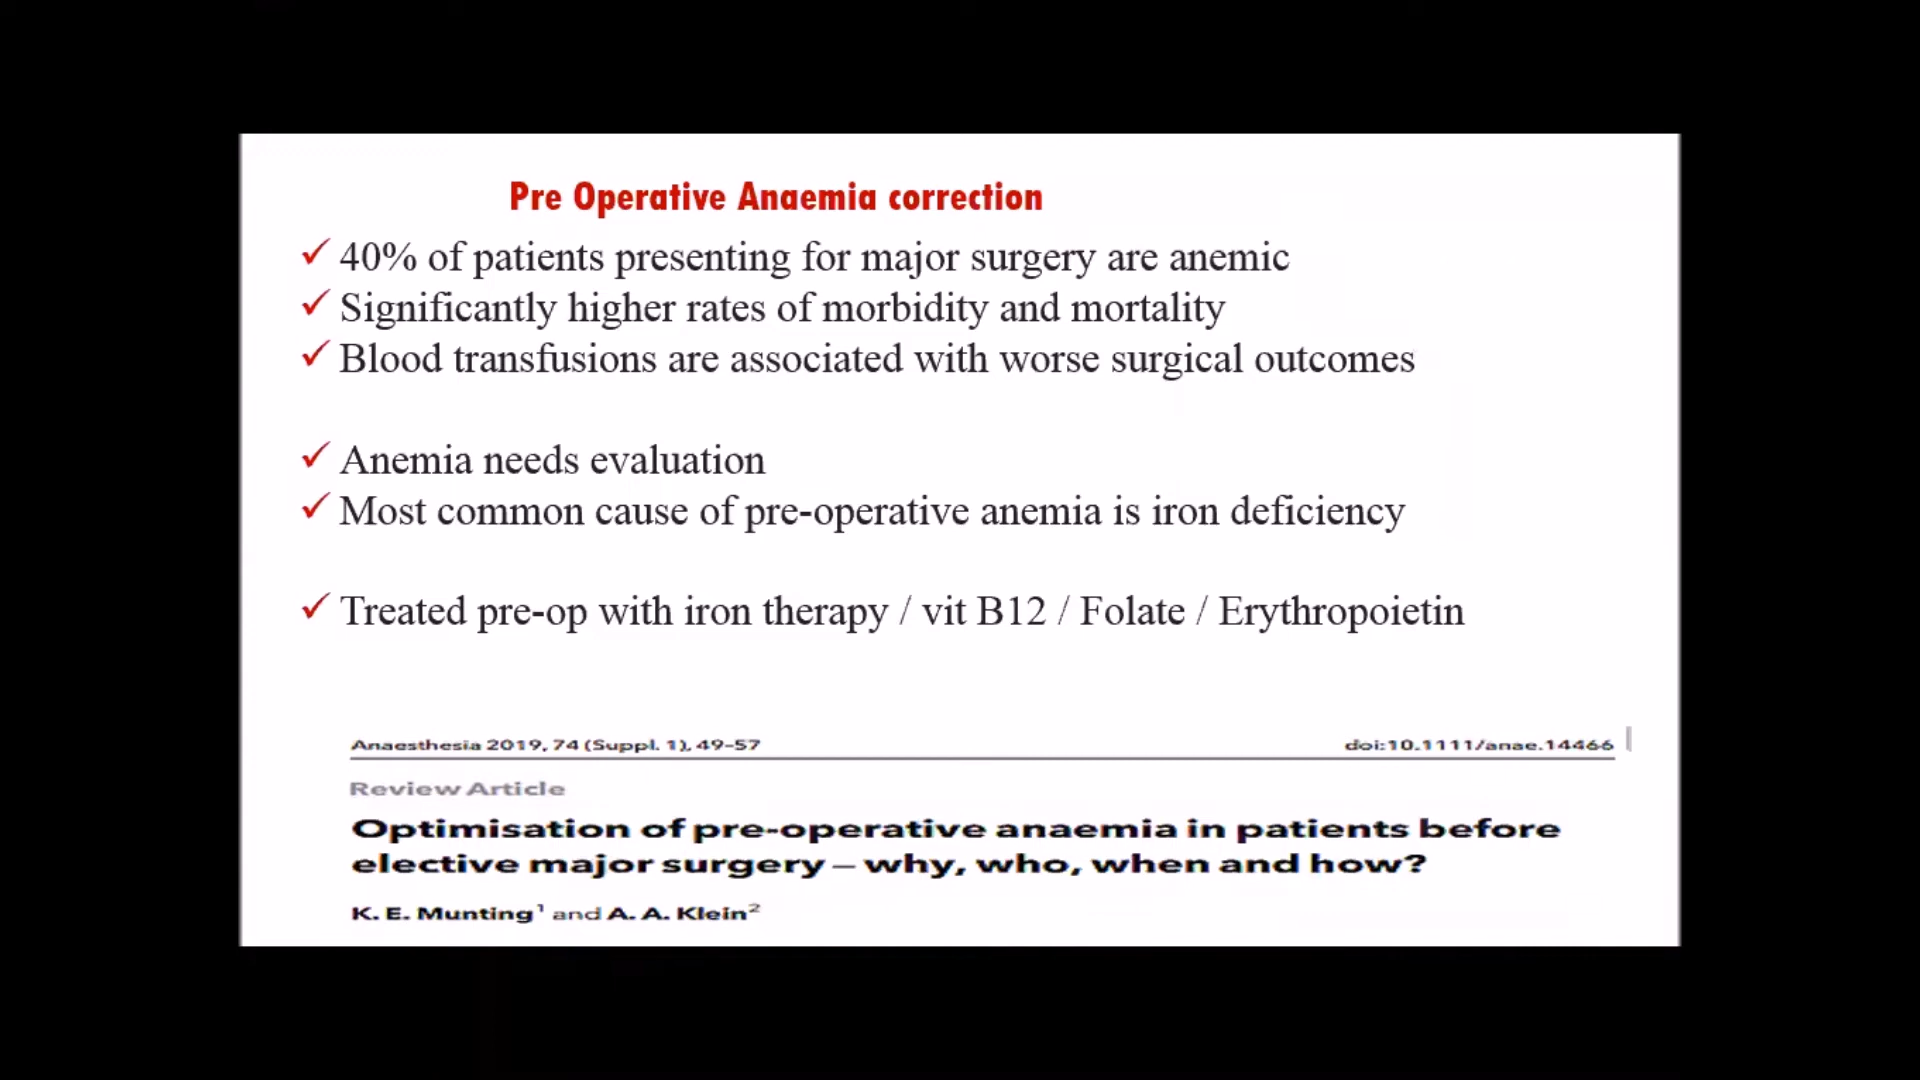 Pre Operative Anaemia correction
✓ 40% of patients presenting for major surgery are anemic
✓ Significantly higher rates of morbidity and mortality
✓ Blood transfusions are associated with worse surgical outcomes
✓ Anemia needs evaluation
✓ Most common cause of pre-operative anemia is iron deficiency
✓ Treated pre-op with iron therapy / vit B12 / Folate / Erythropoietin
Anaesthesia 2019, 74 (Suppl. 1), 49–57 doi:10.1111/anae.14466
Review Article
Optimisation of pre-operative anaemia in patients before
elective major surgery – why, who, when and how?
K. E. Munting¹ and A. A. Klein²